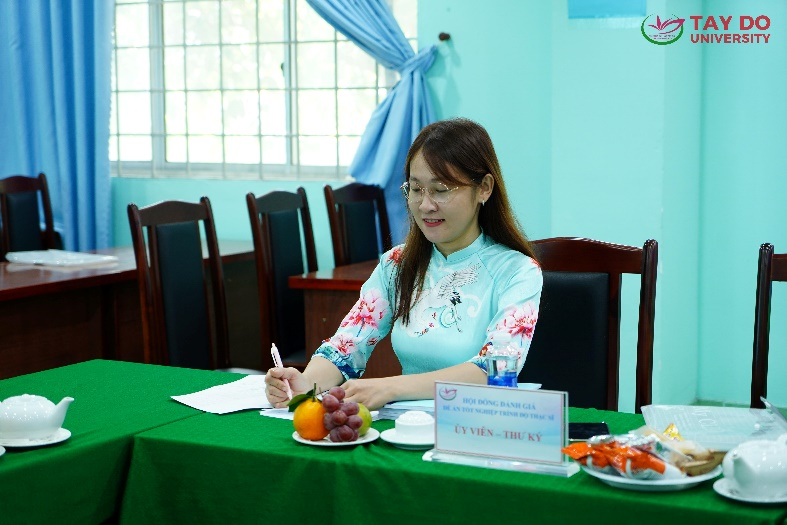 TAY DO
UNIVERSITY
HỘI ĐỒNG ĐÁNH GIÁ
ĐỀ ÁN TỐT NGHIỆP TRÌNH ĐỘ THẠC SĨ
ỦY VIÊN – THƯ KÝ